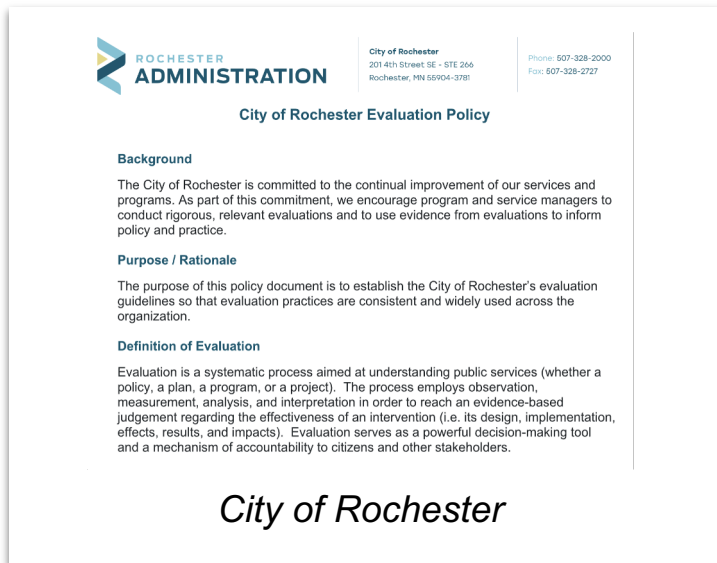 ROCHESTER
ADMINISTRATION
City of Rochester
201 4th Street SE - STE 266
Rochester, MN 55904-3781
Phone: 507-328-2000
Fax: 507-328-2727
City of Rochester Evaluation Policy
Background
The City of Rochester is committed to the continual improvement of our services and
programs. As part of this commitment, we encourage program and service managers to
conduct rigorous, relevant evaluations and to use evidence from evaluations to inform
policy and practice.
Purpose / Rationale
The purpose of this policy document is to establish the City of Rochester's evaluation
guidelines so that evaluation practices are consistent and widely used across the
organization.
Definition of Evaluation
Evaluation is a systematic process aimed at understanding public services (whether a
policy, a plan, a program, or a project).  The process employs observation,
measurement, analysis, and interpretation in order to reach an evidence-based
judgement regarding the effectiveness of an intervention (i.e. its design, implementation,
effects, results, and impacts).  Evaluation serves as a powerful decision-making tool
and a mechanism of accountability to citizens and other stakeholders.
City of Rochester